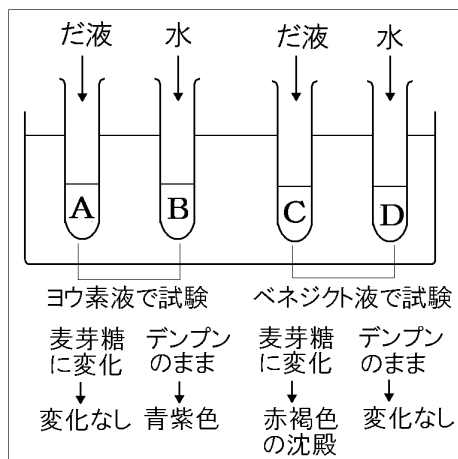 だ液 水 だ液 水
A B C D
ヨウ素液で試験 ベネジクト液で試験
麦芽糖 デンプン 麦芽糖 デンプン
に変化 のまま に変化 のまま
変化なし 青紫色 赤褐色 変化なし
の沈殿